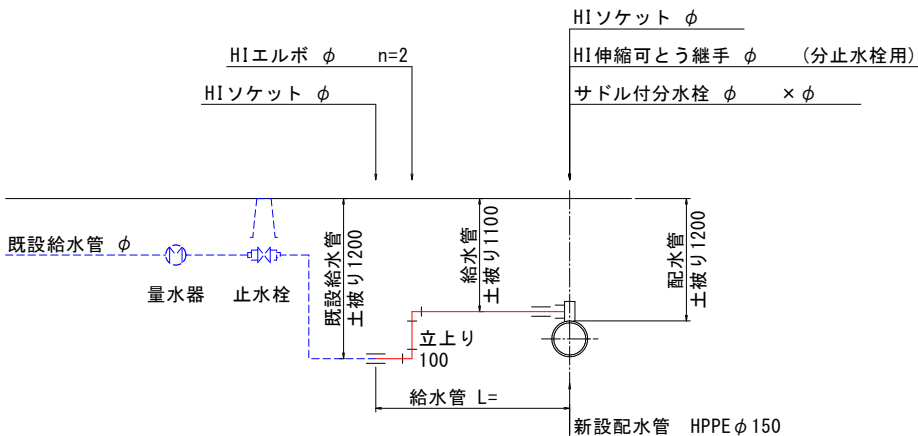 HIソケット φ
HIエルボ φ n=2
HI伸縮可とう継手 φ (分止水栓用)
HIソケット φ
サドル付分水栓 φ ×φ
既設給水管 φ
量水器
止水栓
既設給水管
土被り1200
給水管
土被り1100
配水管
土被り1200
立上り
100
給水管 L=
新設配水管 HPPEφ150